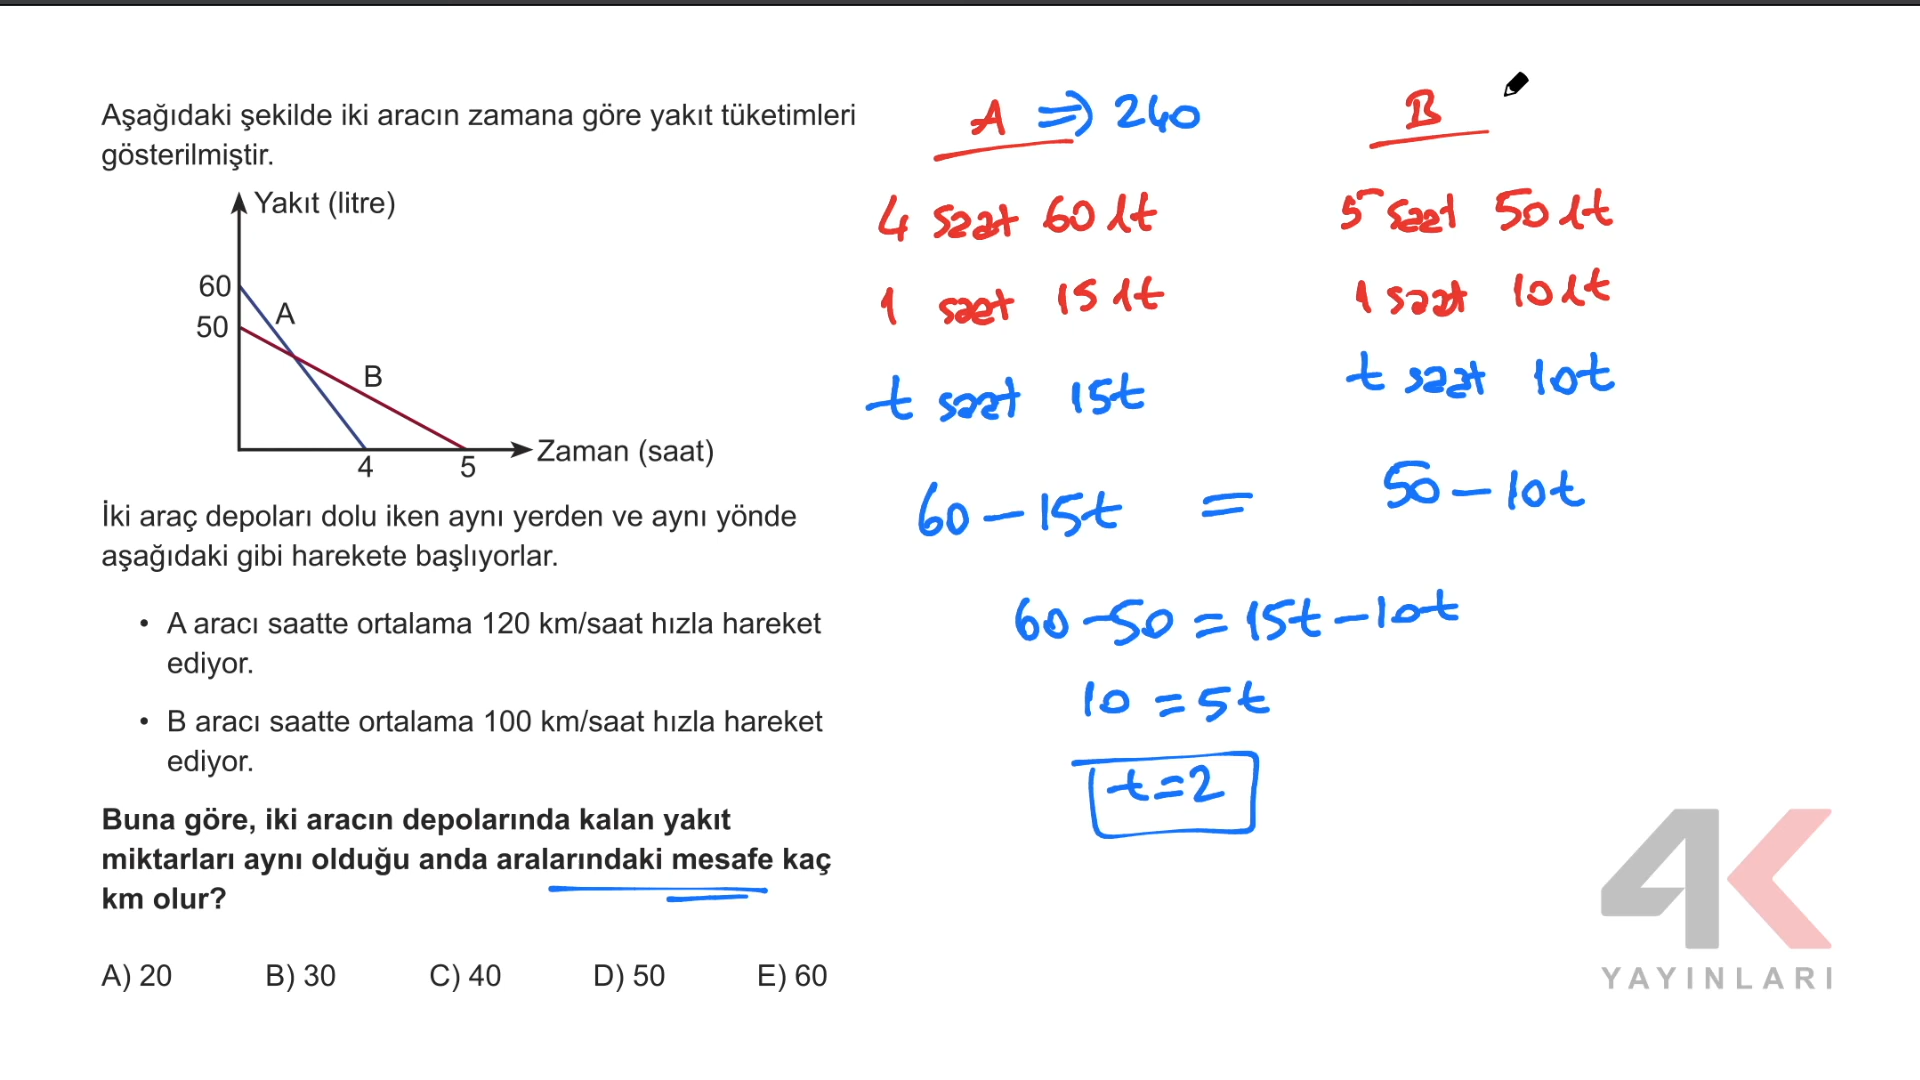 Aşağıdaki şekilde iki aracın zamana göre yakıt tüketimleri
gösterilmiştir.
Yakıt (litre)
60
50
A
B
4
5
Zaman (saat)
İki araç depoları dolu iken aynı yerden ve aynı yönde
aşağıdaki gibi harekete başlıyorlar.
• A aracı saatte ortalama 120 km/saat hızla hareket
ediyor.
• B aracı saatte ortalama 100 km/saat hızla hareket
ediyor.
Buna göre, iki aracın depolarında kalan yakıt
miktarları aynı olduğu anda aralarındaki mesafe kaç
km olur?
A) 20 B) 30 C) 40 D) 50 E) 60
A ⇒ 240
4 saat 60 lt
1 saat 15 lt
t saat 15t
B
5 saat 50 lt
1 saat 10 lt
t saat 10t
60 - 15t = 50 - 10t
60 - 50 = 15t - 10t
10 = 5t
t = 2
4K
YAYINLARI